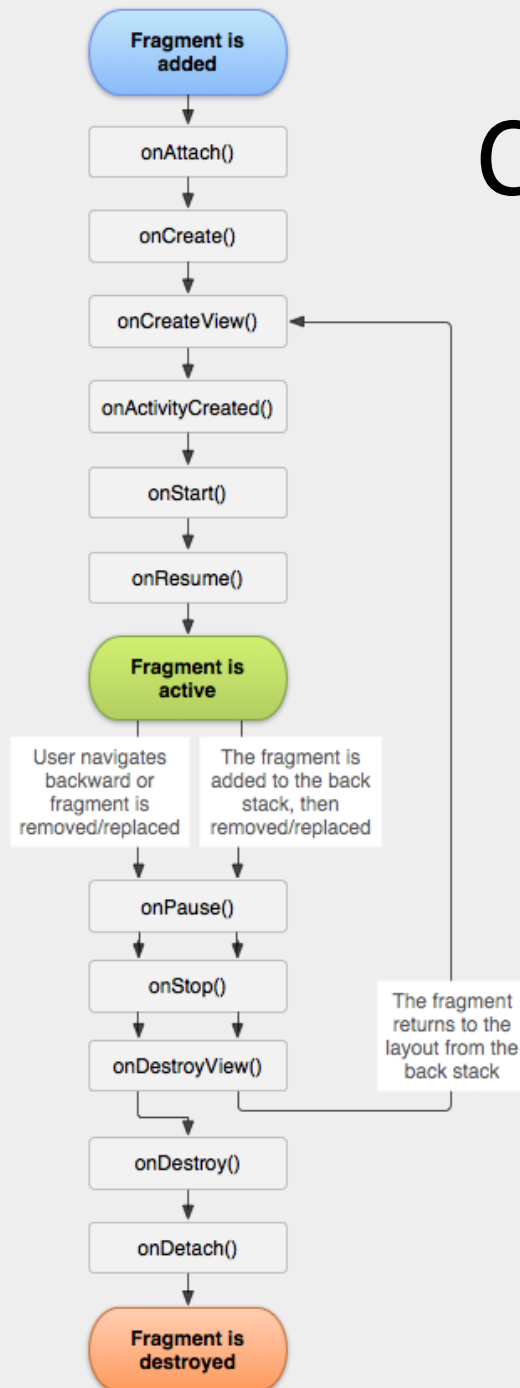 Fragment is
added
onAttach()
onCreate()
onCreateView()
onActivityCreated()
onStart()
onResume()
Fragment is
active
User navigates
backward or
fragment is
removed/replaced
The fragment is
added to the back
stack, then
removed/replaced
onPause()
onStop()
onDestroyView()
The fragment
returns to the
layout from the
back stack
onDestroy()
onDetach()
Fragment is
destroyed